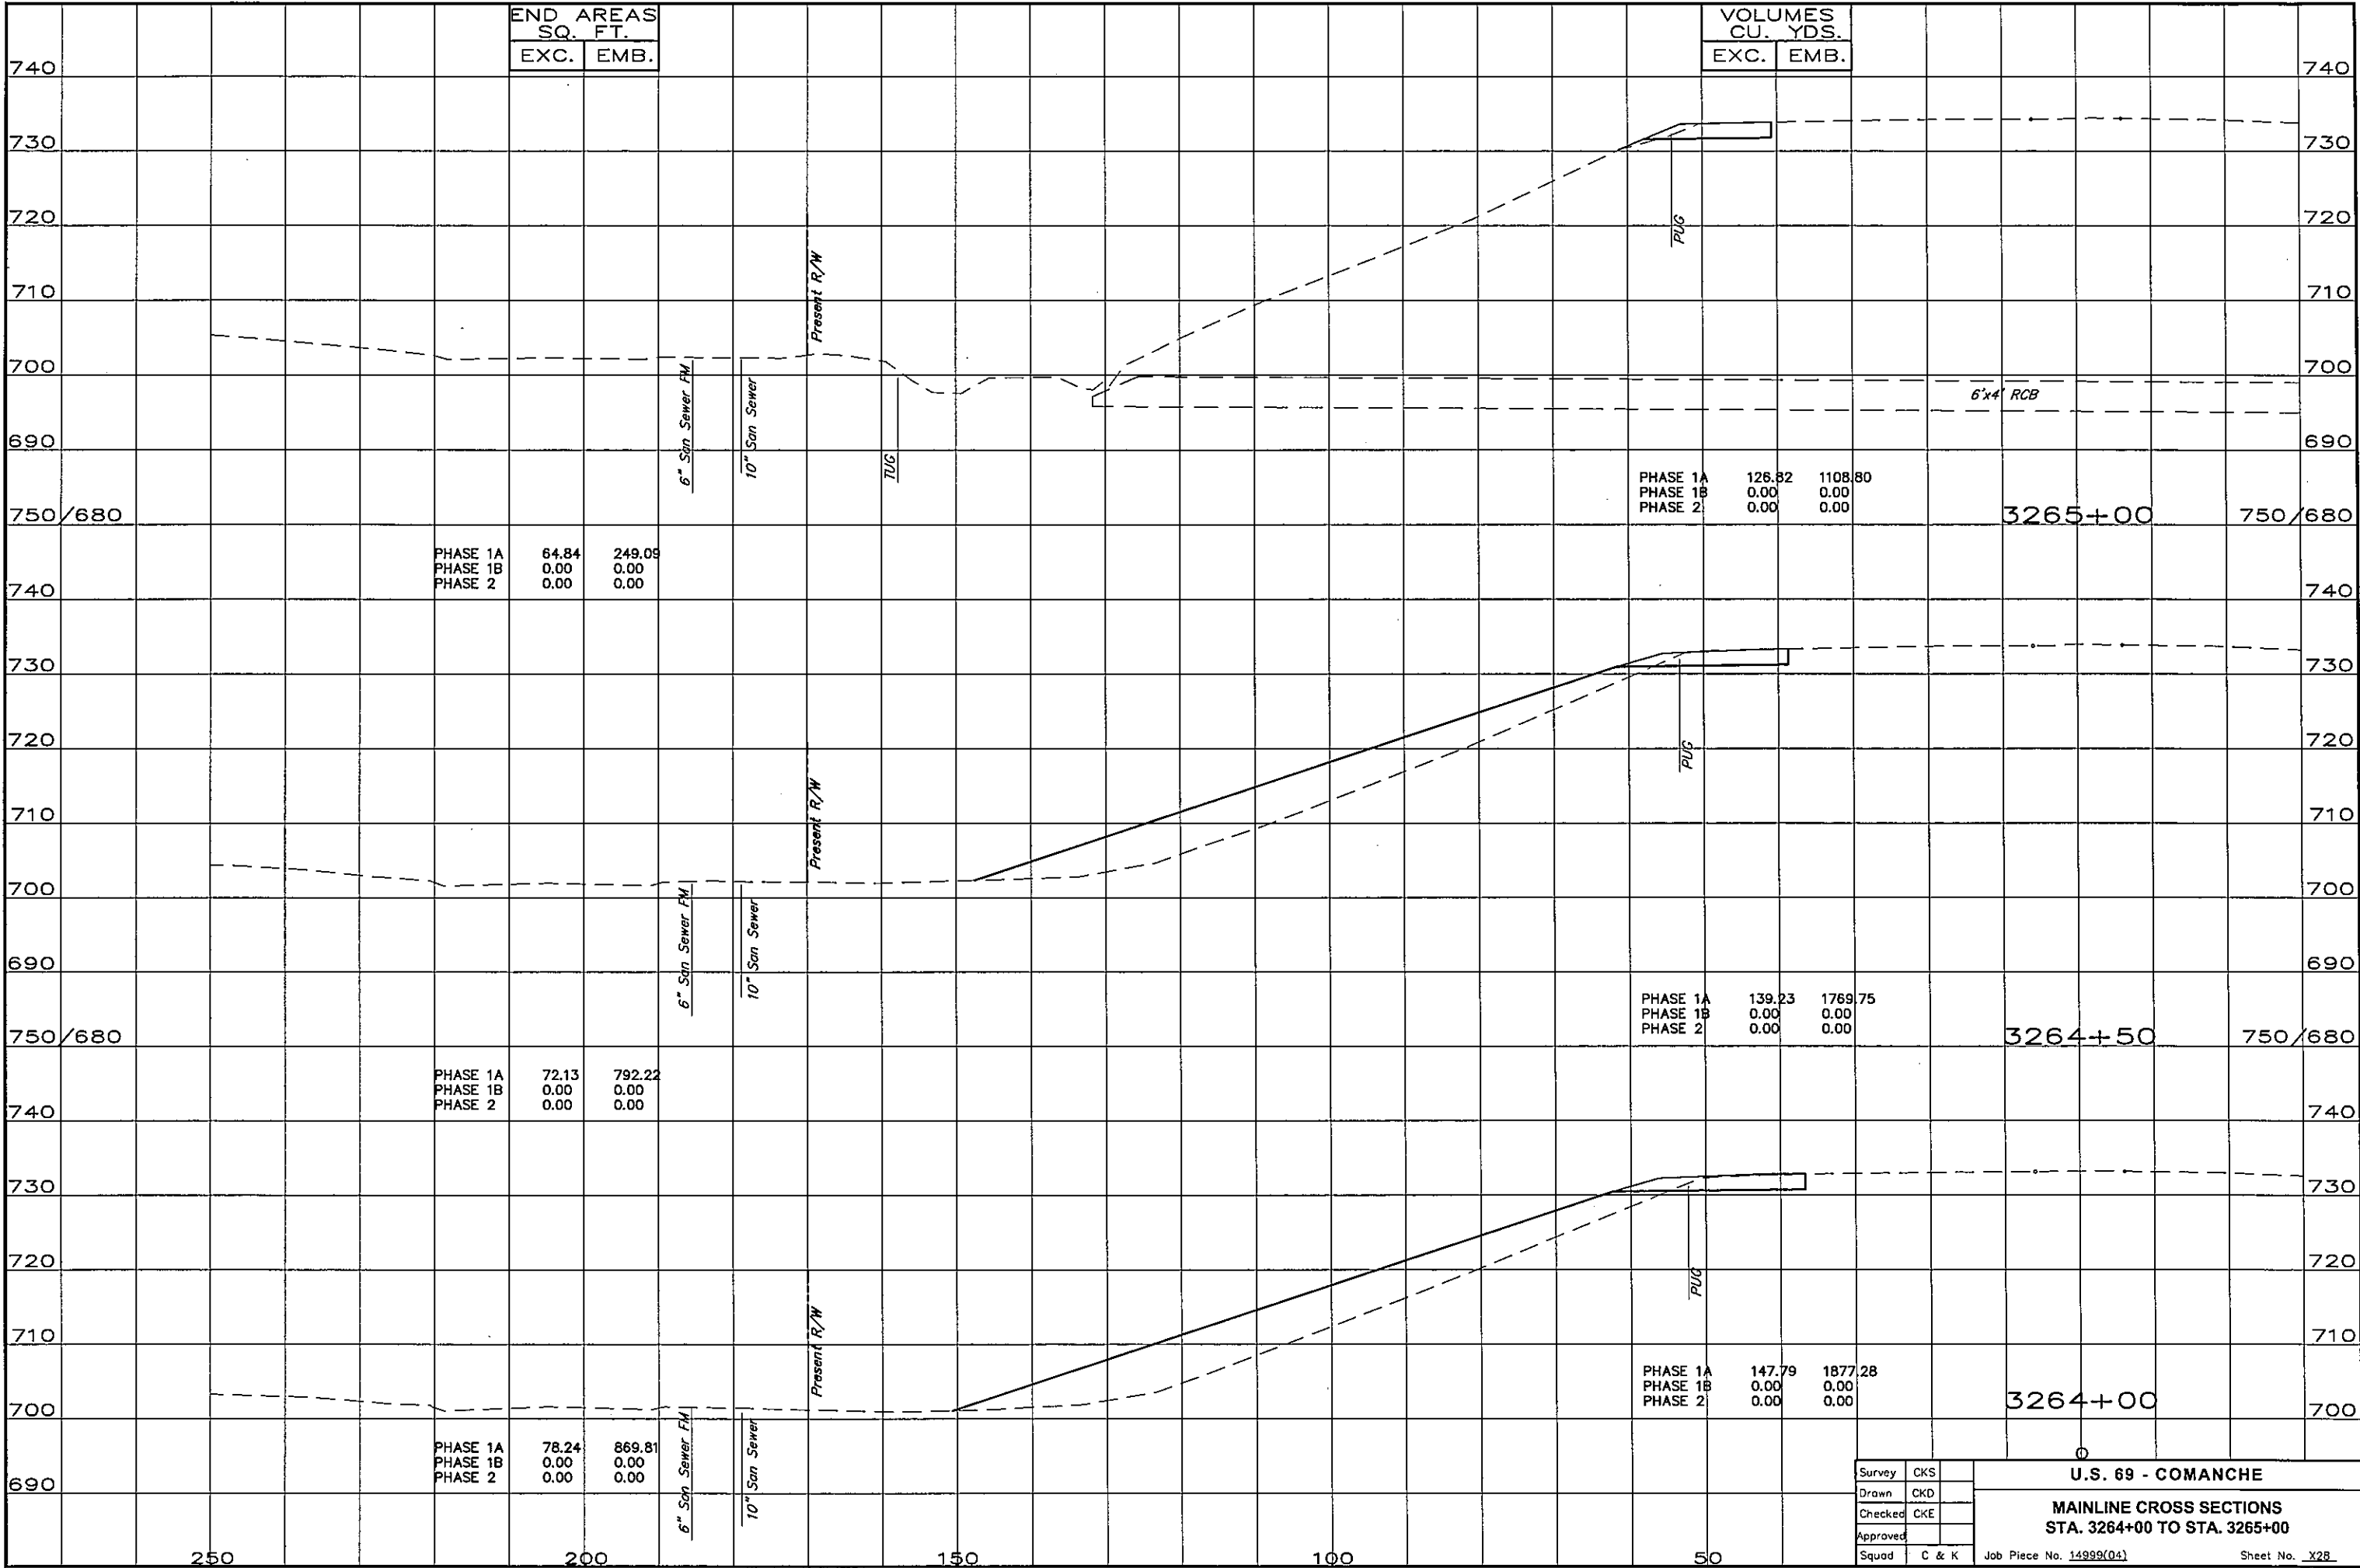 END AREAS
SQ. FT.
EXC. EMB.
VOLUMES
CU. YDS.
EXC. EMB.
740 740
730 730
720 720
PUG
Present R/W
710 710
700 700
6'x4' RCB
6" San Sewer FM
10" San Sewer
TUG
690 690
PHASE 1A 126.82 1108.80
PHASE 1B 0.00 0.00
PHASE 2 0.00 0.00
750/680 3265+00 750/680
PHASE 1A 64.84 249.09
PHASE 1B 0.00 0.00
PHASE 2 0.00 0.00
740 740
730 730
720 720
PUG
Present R/W
710 710
700 700
6" San Sewer FM
10" San Sewer
690 690
PHASE 1A 139.23 1769.75
PHASE 1B 0.00 0.00
PHASE 2 0.00 0.00
750/680 3264+50 750/680
PHASE 1A 72.13 792.22
PHASE 1B 0.00 0.00
PHASE 2 0.00 0.00
740 740
730 730
720 720
PUG
Present R/W
710 710
PHASE 1A 147.79 1877.28
PHASE 1B 0.00 0.00
PHASE 2 0.00 0.00
700 3264+00 700
6" San Sewer FM
10" San Sewer
PHASE 1A 78.24 869.81
PHASE 1B 0.00 0.00
PHASE 2 0.00 0.00
690
250 200 150 100 50 0
Survey CKS
Drawn CKD
Checked CKE
Approved
Squad C & K
U.S. 69 - COMANCHE
MAINLINE CROSS SECTIONS
STA. 3264+00 TO STA. 3265+00
Job Piece No. 14999(04) Sheet No. X28